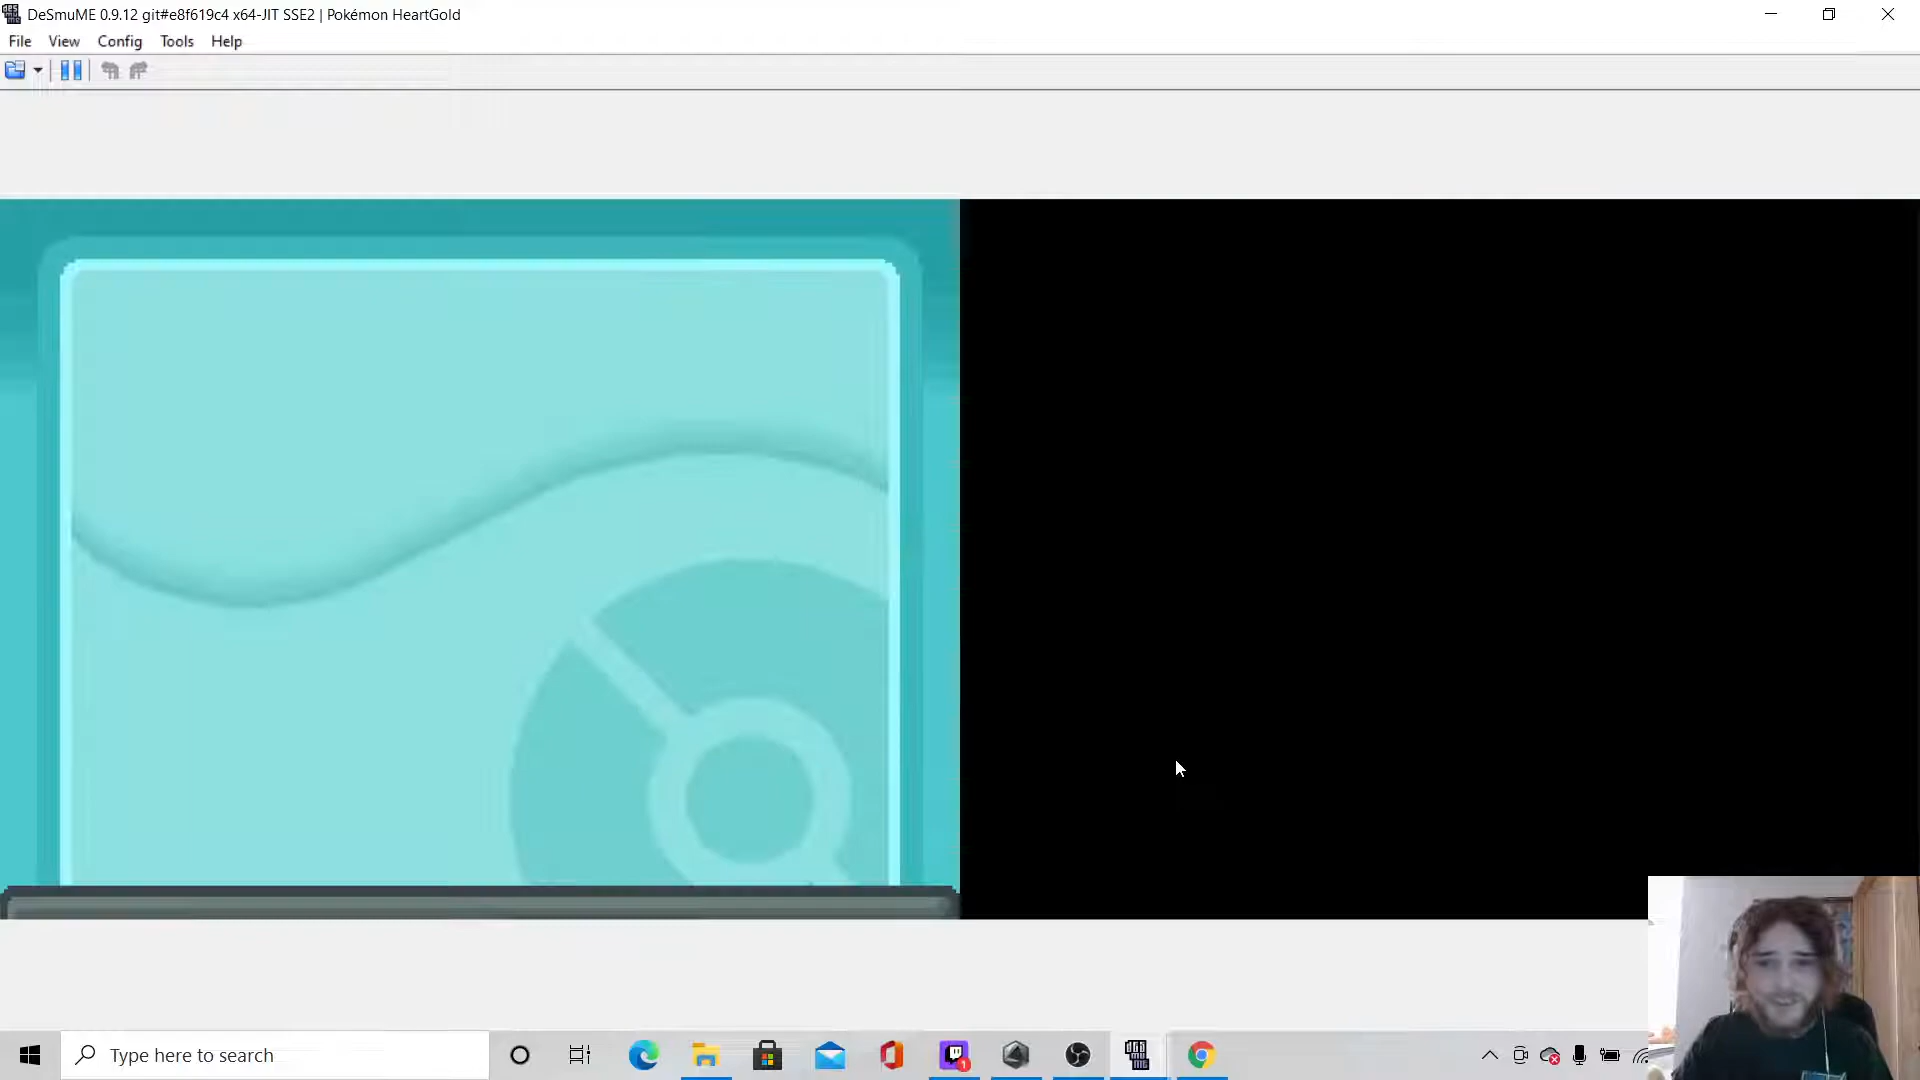 DeSmuME 0.9.12 git#e8f619c4 x64-JIT SSE2 | Pokémon HeartGold
File View Config Tools Help
Type here to search
1